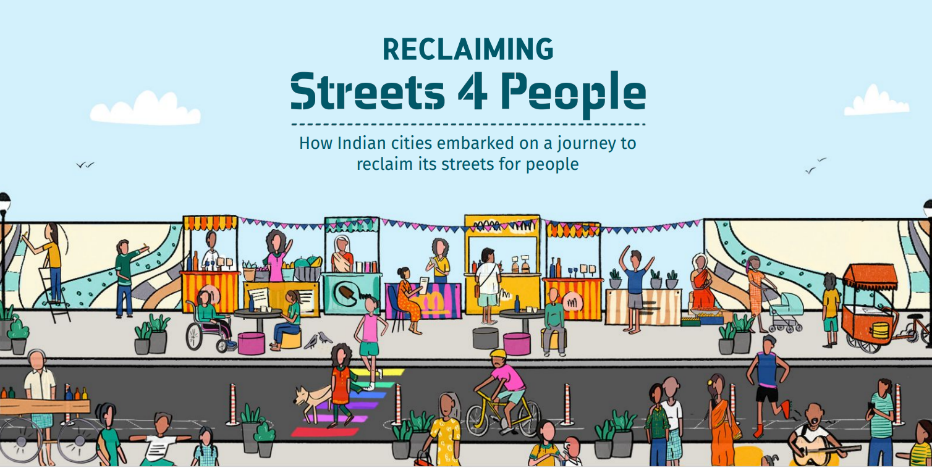 RECLAIMING
Streets 4 People
How Indian cities embarked on a journey to
reclaim its streets for people